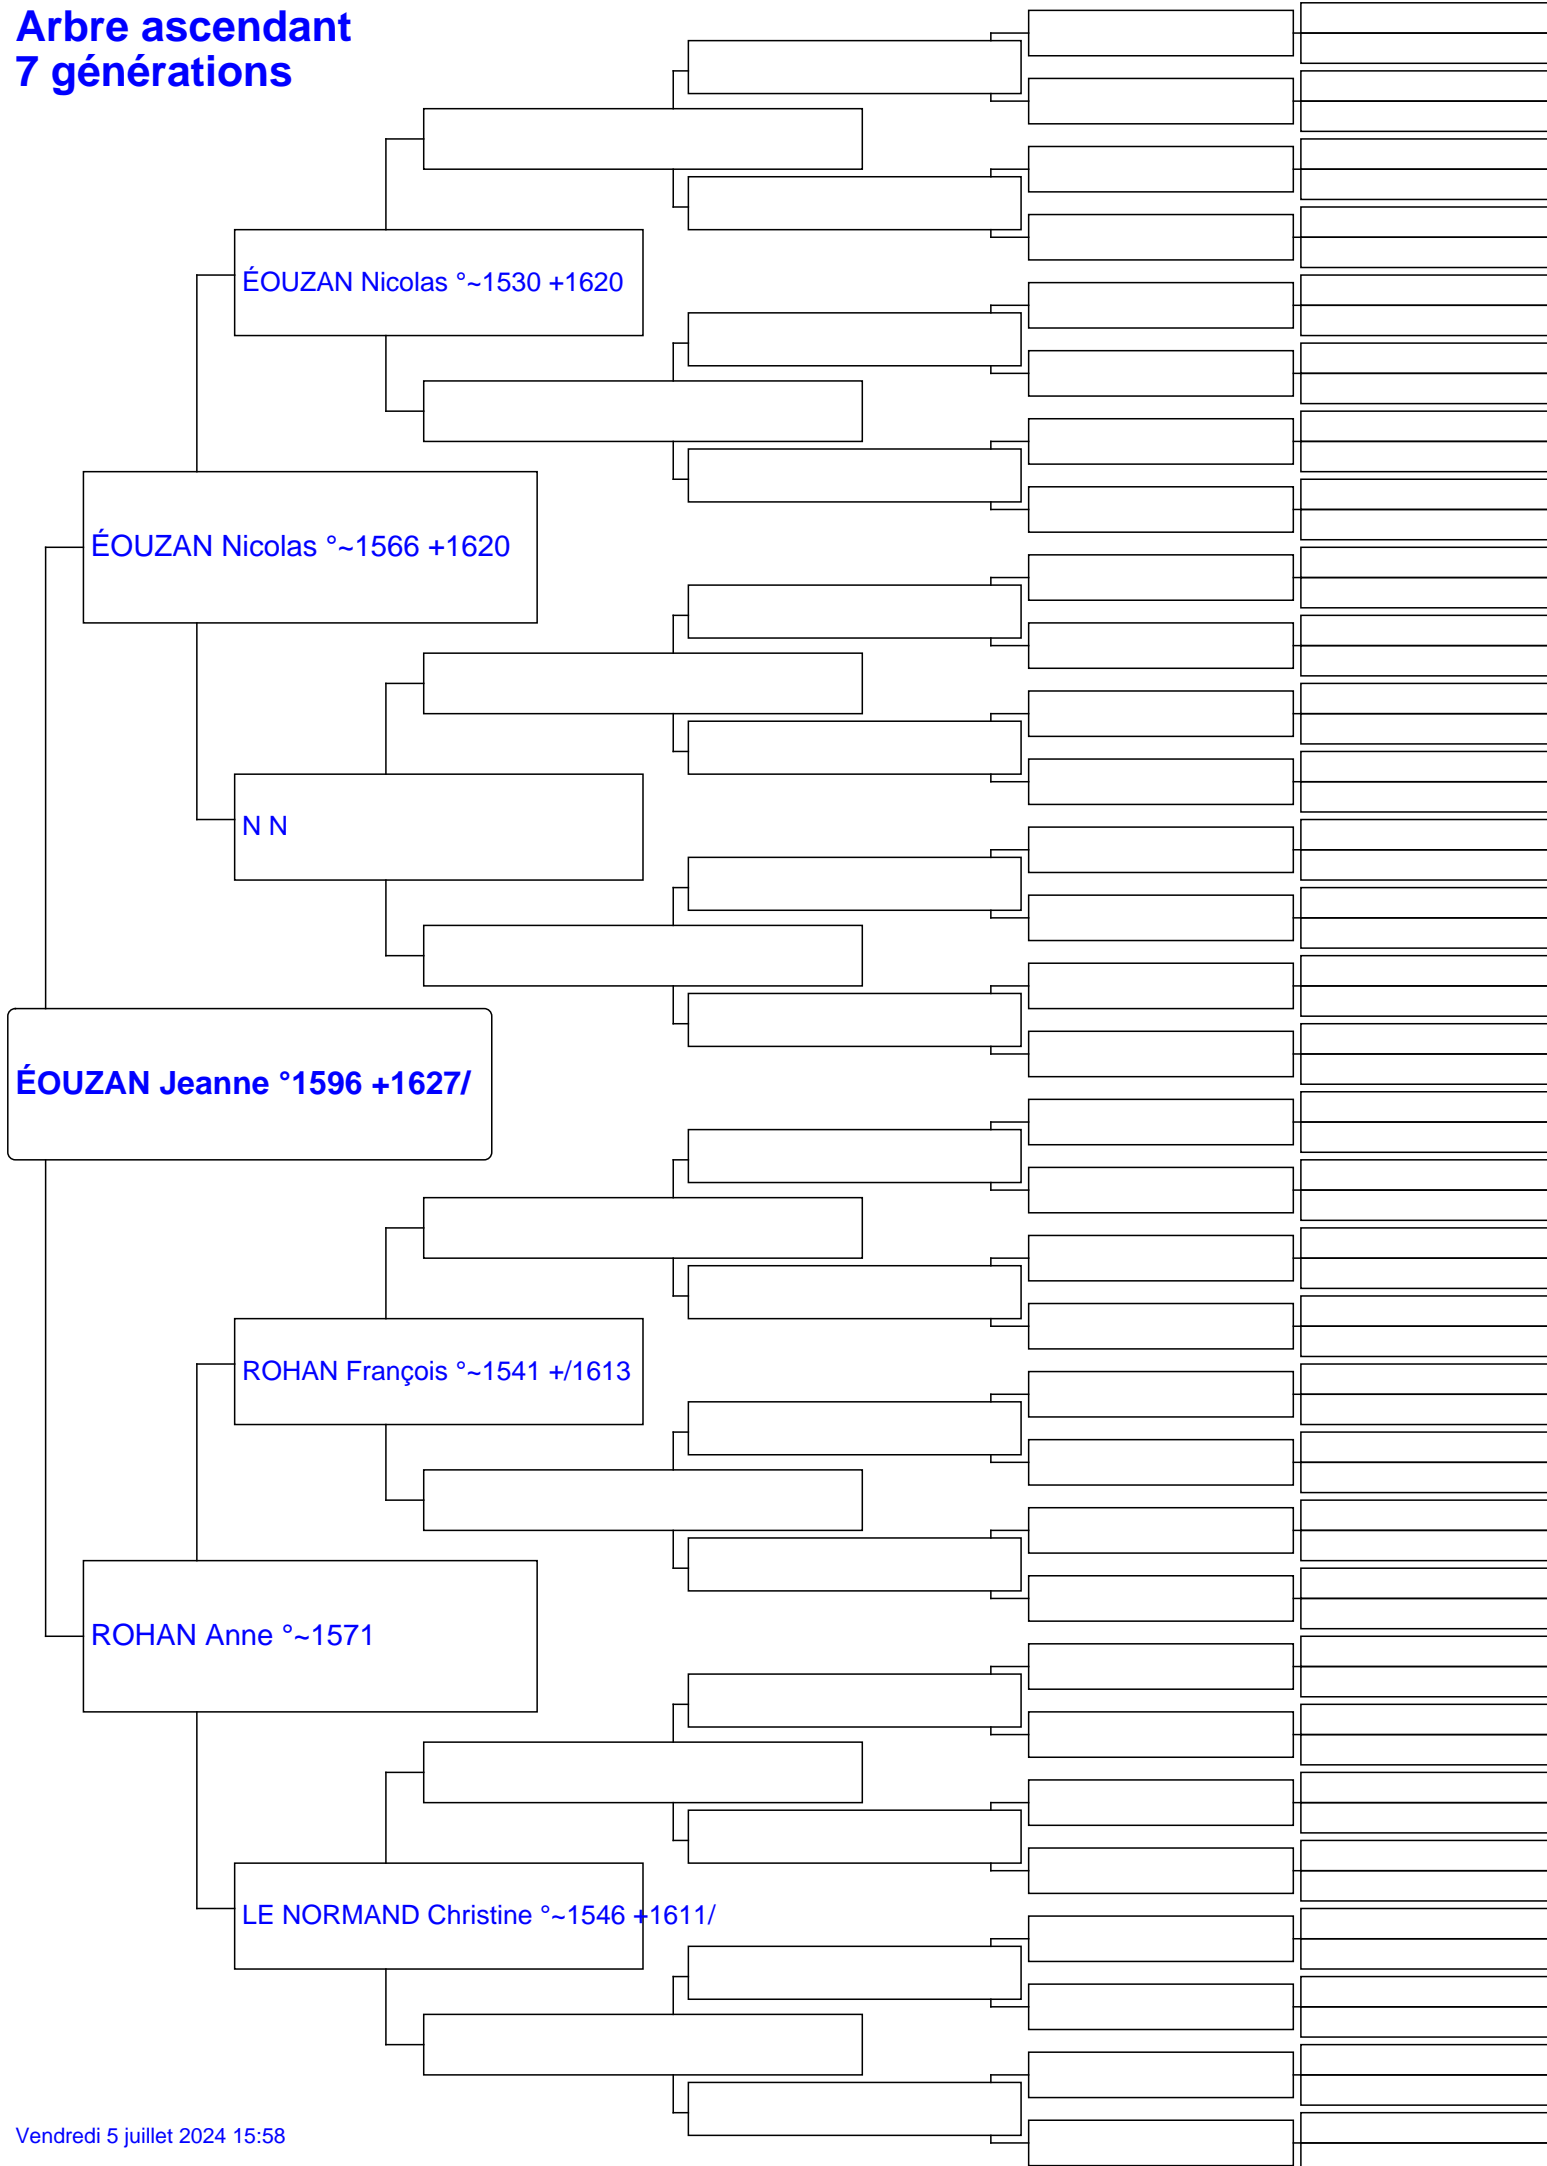 Arbre ascendant
7 générations
ÉOUZAN Nicolas °~1530 +1620
ÉOUZAN Nicolas °~1566 +1620
N N
ÉOUZAN Jeanne °1596 +1627/
ROHAN François °~1541 +/1613
ROHAN Anne °~1571
LE NORMAND Christine °~1546 +1611/
Vendredi 5 juillet 2024 15:58